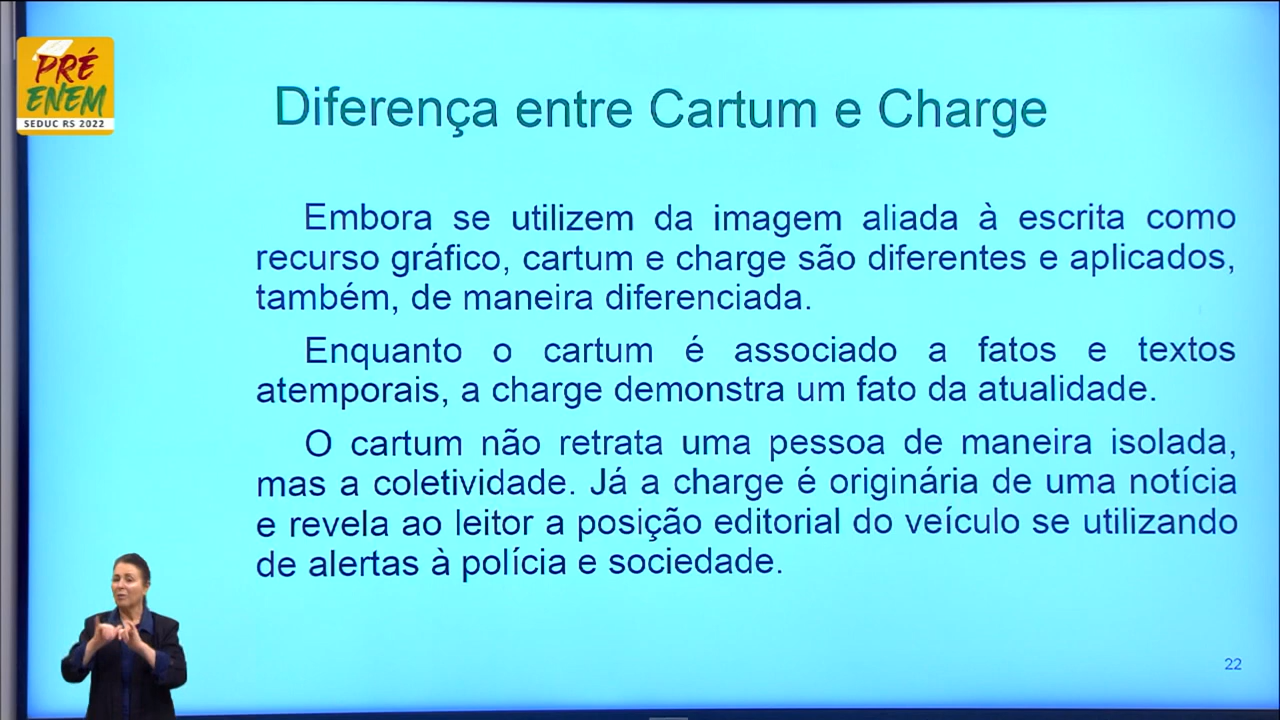 PRÉ
ENEM
SEDUC RS 2022
Diferença entre Cartum e Charge
Embora se utilizem da imagem aliada à escrita como
recurso gráfico, cartum e charge são diferentes e aplicados,
também, de maneira diferenciada.
Enquanto o cartum é associado a fatos e textos
atemporais, a charge demonstra um fato da atualidade.
O cartum não retrata uma pessoa de maneira isolada,
mas a coletividade. Já a charge é originária de uma notícia
e revela ao leitor a posição editorial do veículo se utilizando
de alertas à polícia e sociedade.
22